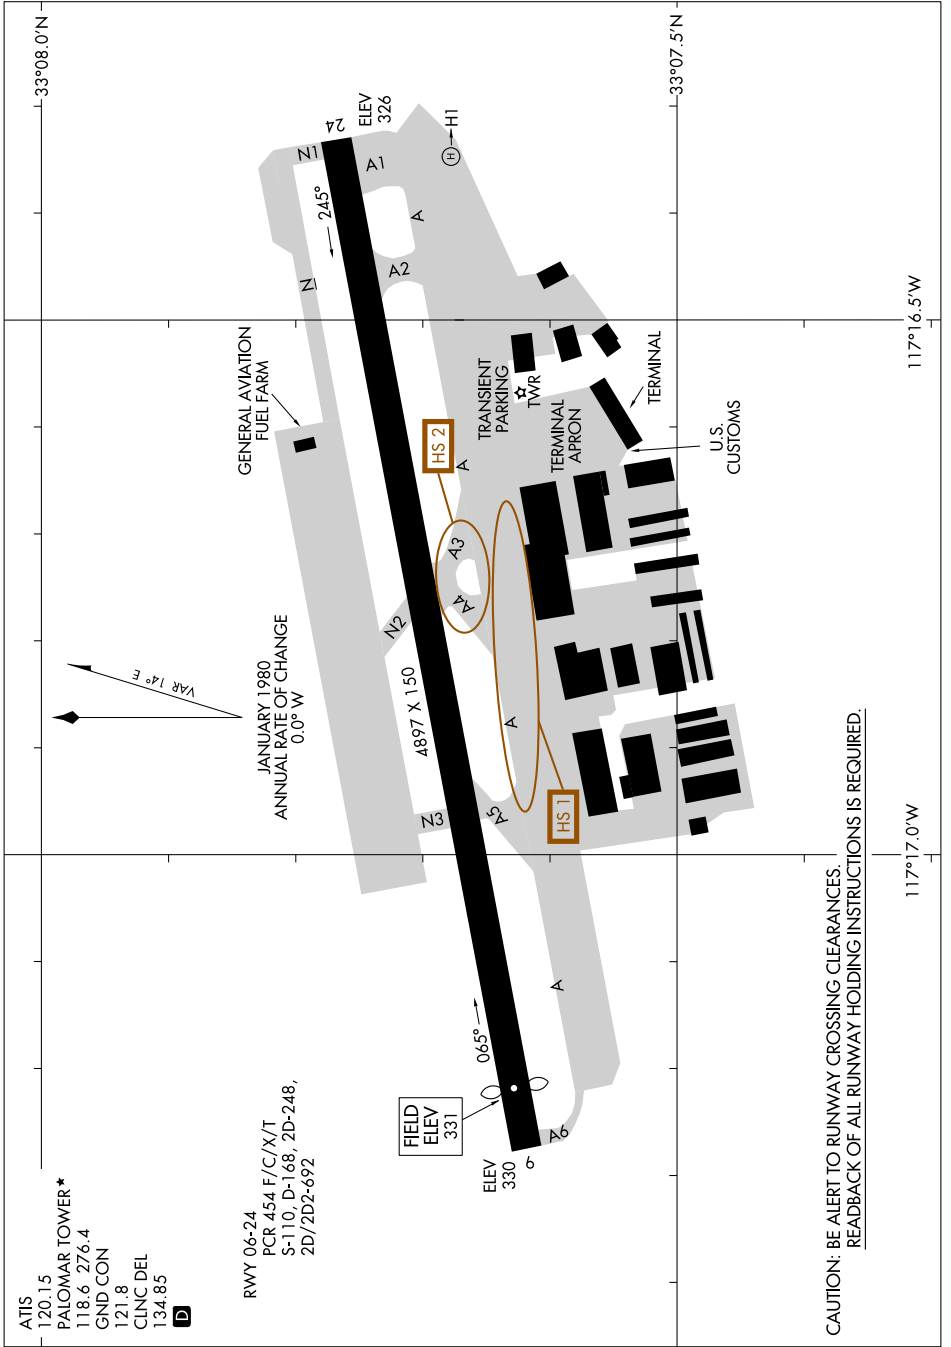 ATIS
120.15
PALOMAR TOWER★
118.6 276.4
GND CON
121.8
CLNC DEL
134.85
D
RWY 06-24
PCR 454 F/C/X/T
S-110, D-168, 2D-248,
2D/2D2-692
JANUARY 1980
ANNUAL RATE OF CHANGE
0.0° W
VAR 14° E
GENERAL AVIATION
FUEL FARM
33°08.0'N
33°07.5'N
N1
24
ELEV
326
A1
H
H1
245°
N
A
A2
HS 2
A
A3
A4
N2
4897 X 150
N3
A5
A
HS 1
TRANSIENT
PARKING
TWR
TERMINAL
APRON
TERMINAL
U.S.
CUSTOMS
117°16.5'W
117°17.0'W
065°
A
FIELD
ELEV
331
ELEV
330
6
A6
CAUTION: BE ALERT TO RUNWAY CROSSING CLEARANCES.
READBACK OF ALL RUNWAY HOLDING INSTRUCTIONS IS REQUIRED.